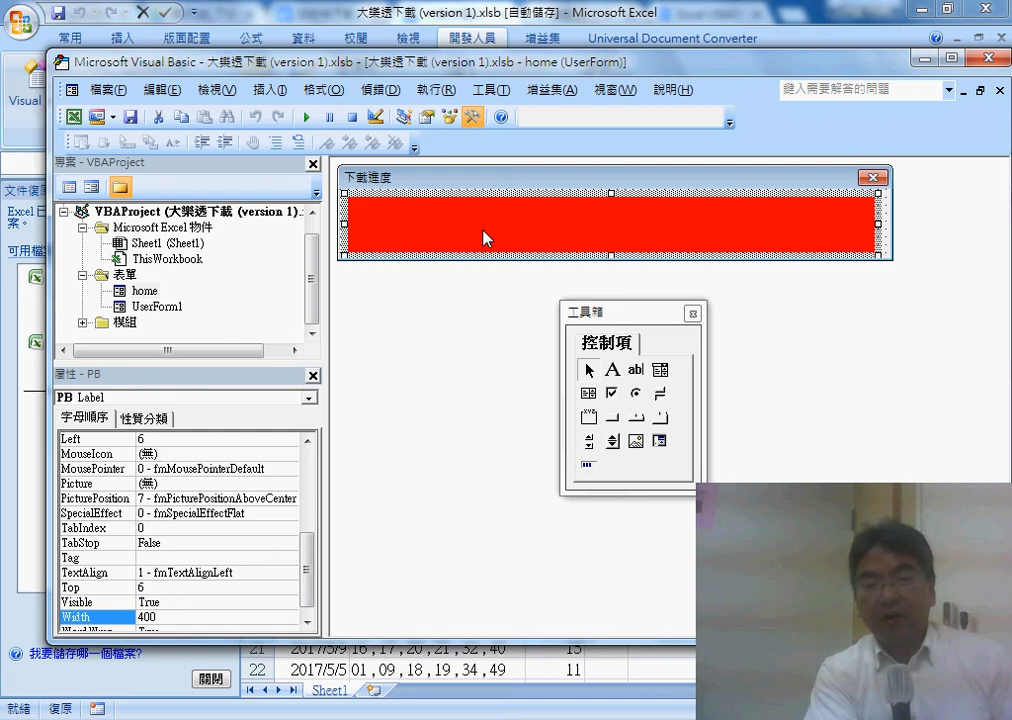 大樂透下載 (version 1).xlsb [自動儲存] - Microsoft Excel
常用 插入 版面配置 公式 資料 校閱 檢視 開發人員 增益集 Universal Document Converter
Visual
Microsoft Visual Basic - 大樂透下載 (version 1).xlsb - [大樂透下載 (version 1).xlsb - home (UserForm)]
檔案(F) 編輯(E) 檢視(V) 插入(I) 格式(O) 偵錯(D) 執行(R) 工具(T) 增益集(A) 視窗(W) 說明(H)
鍵入需要解答的問題
專案 - VBAProject
VBAProject (大樂透下載 (version 1).
Microsoft Excel 物件
Sheet1 (Sheet1)
ThisWorkbook
表單
home
UserForm1
模組
屬性 - PB
PB Label
字母順序 性質分類
Left 6
MouseIcon (無)
MousePointer 0 - fmMousePointerDefault
Picture (無)
PicturePosition 7 - fmPicturePositionAboveCenter
SpecialEffect 0 - fmSpecialEffectFlat
TabIndex 0
TabStop False
Tag
TextAlign 1 - fmTextAlignLeft
Top 6
Visible True
Width 400
下載進度
工具箱
控制項
A ab|
文件復原
Excel 已
案。
可用檔
我要儲存哪一個檔案?
關閉
21 2017/5/9 16 , 17 , 20 , 21 , 32 , 40 15
22 2017/5/5 01 , 09 , 18 , 19 , 34 , 49 11
Sheet1
就緒 復原